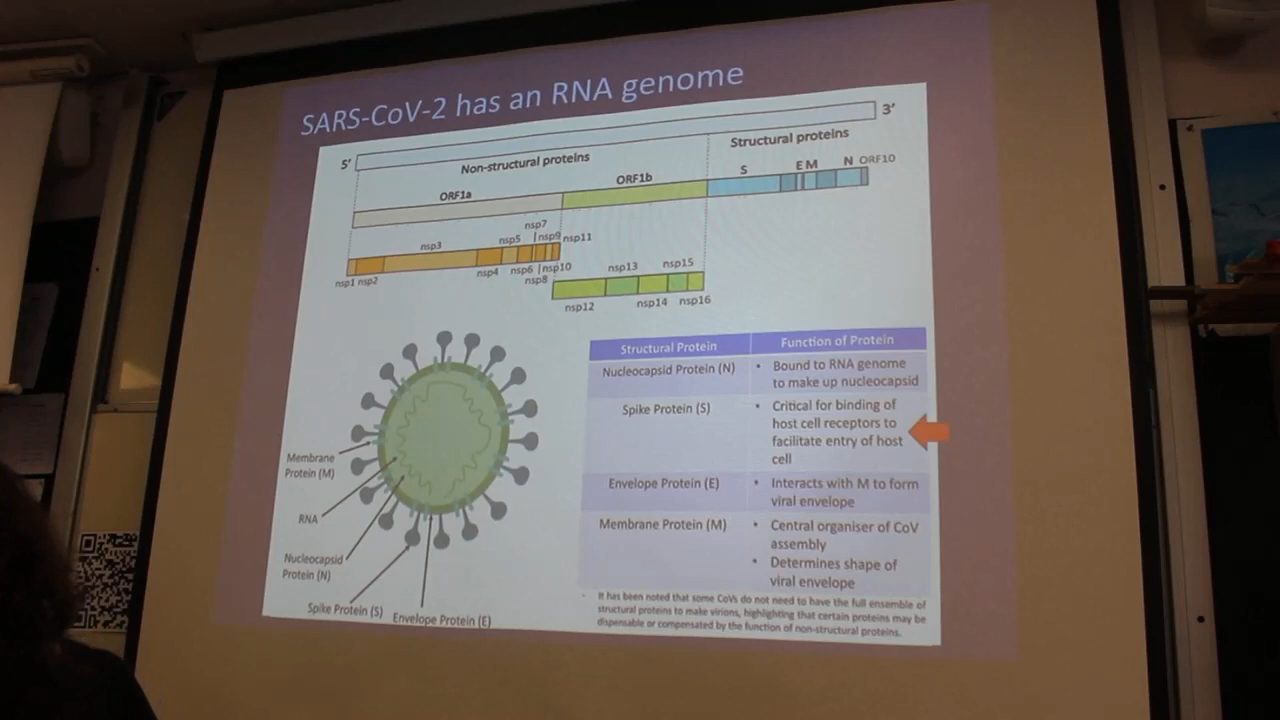 SARS-CoV-2 has an RNA genome
5’
3’
Non-structural proteins
Structural proteins
ORF1a
ORF1b
S
E M
N ORF10
nsp7
nsp3
nsp5
nsp9
nsp11
nsp1 nsp2
nsp4
nsp6
nsp10
nsp8
nsp13
nsp15
nsp12
nsp14
nsp16
Membrane
Protein (M)
RNA
Nucleocapsid
Protein (N)
Spike Protein (S)
Envelope Protein (E)
Structural Protein
Function of Protein
Nucleocapsid Protein (N)
• Bound to RNA genome
to make up nucleocapsid
Spike Protein (S)
• Critical for binding of
host cell receptors to
facilitate entry of host
cell
Envelope Protein (E)
• Interacts with M to form
viral envelope
Membrane Protein (M)
• Central organiser of CoV
assembly
• Determines shape of
viral envelope
It has been noted that some CoVs do not need to have the full ensemble of
structural proteins to make virions, highlighting that certain proteins may be
dispensable or compensated by the function of non-structural proteins.